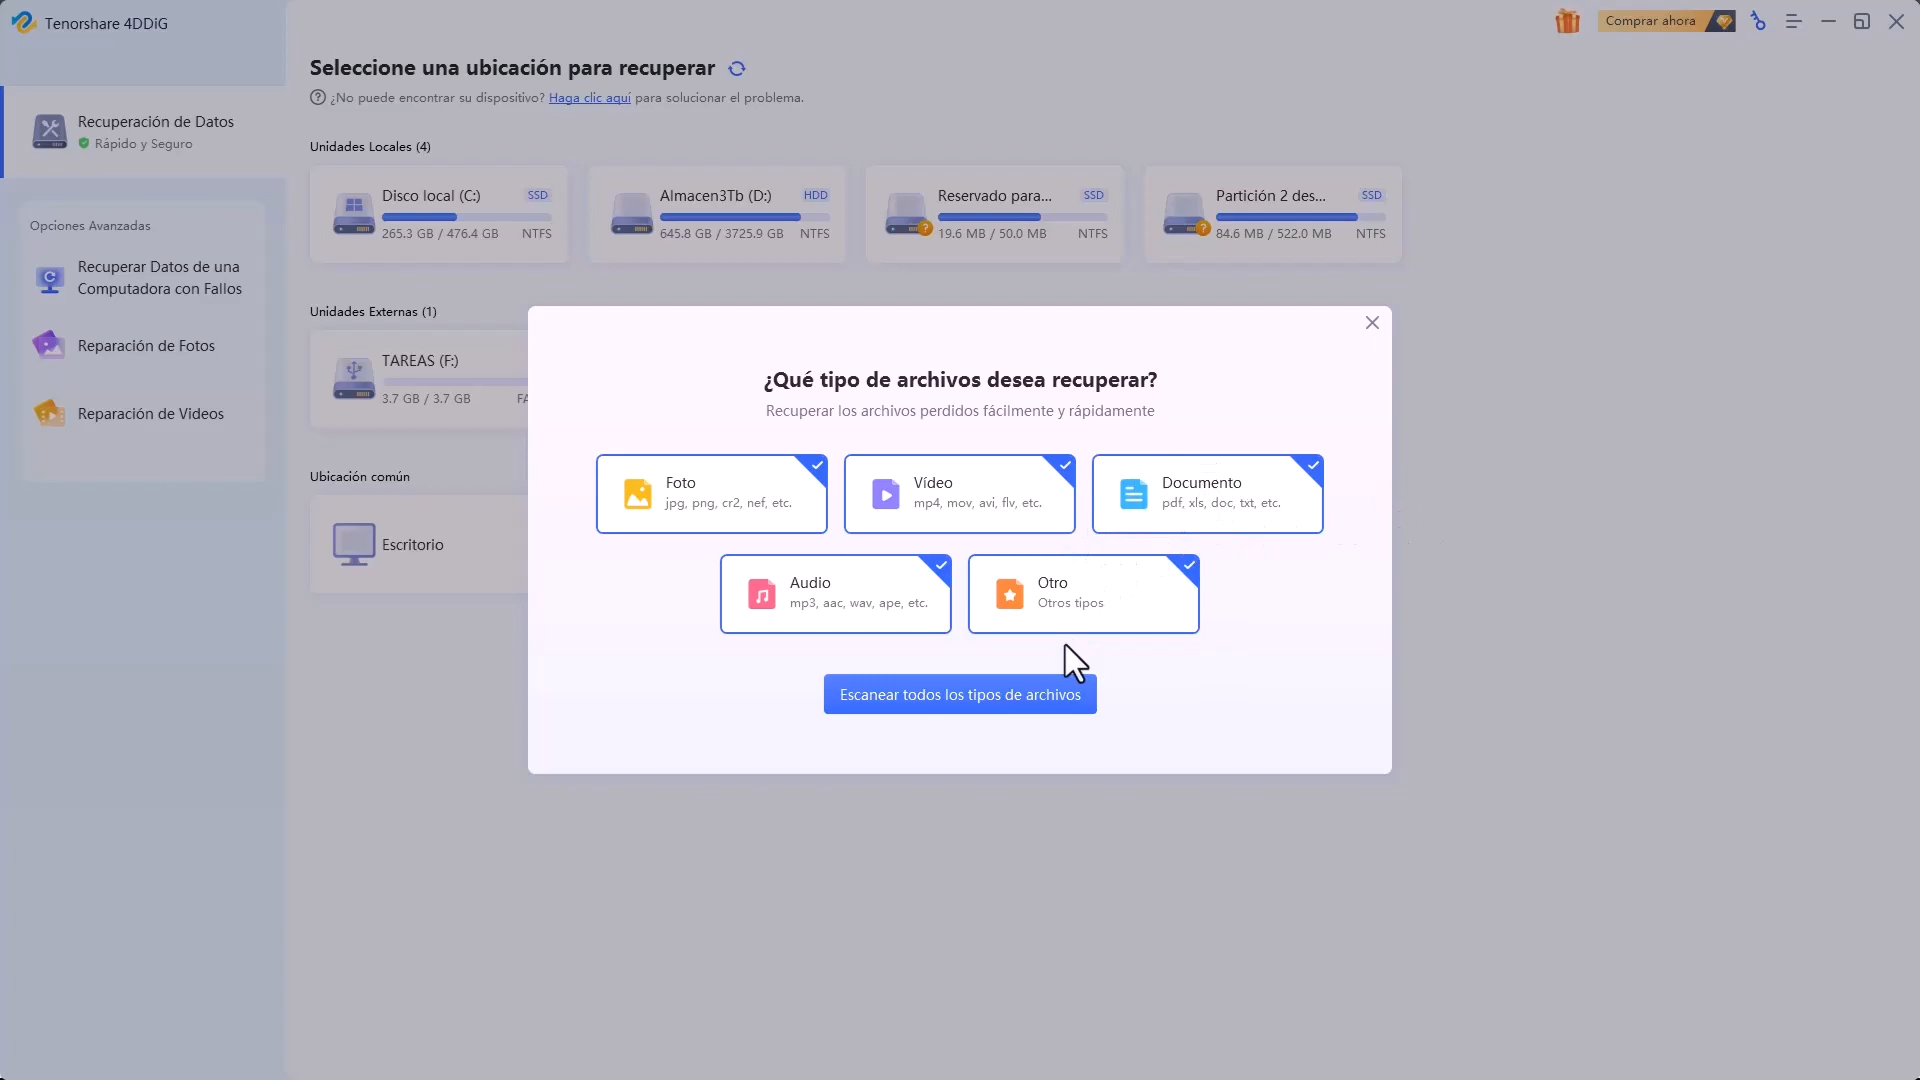 Tenorshare 4DDiG
Comprar ahora
Seleccione una ubicación para recuperar
¿No puede encontrar su dispositivo? Haga clic aquí para solucionar el problema.
Recuperación de Datos
Rápido y Seguro
Opciones Avanzadas
Recuperar Datos de una
Computadora con Fallos
Reparación de Fotos
Reparación de Videos
Unidades Locales (4)
Disco local (C:) SSD
265.3 GB / 476.4 GB NTFS
Almacen3Tb (D:) HDD
645.8 GB / 3725.9 GB NTFS
Reservado para... SSD
19.6 MB / 50.0 MB NTFS
Partición 2 des... SSD
84.6 MB / 522.0 MB NTFS
Unidades Externas (1)
TAREAS (F:)
3.7 GB / 3.7 GB FA
Ubicación común
Escritorio
¿Qué tipo de archivos desea recuperar?
Recuperar los archivos perdidos fácilmente y rápidamente
Foto
jpg, png, cr2, nef, etc.
Vídeo
mp4, mov, avi, flv, etc.
Documento
pdf, xls, doc, txt, etc.
Audio
mp3, aac, wav, ape, etc.
Otro
Otros tipos
Escanear todos los tipos de archivos